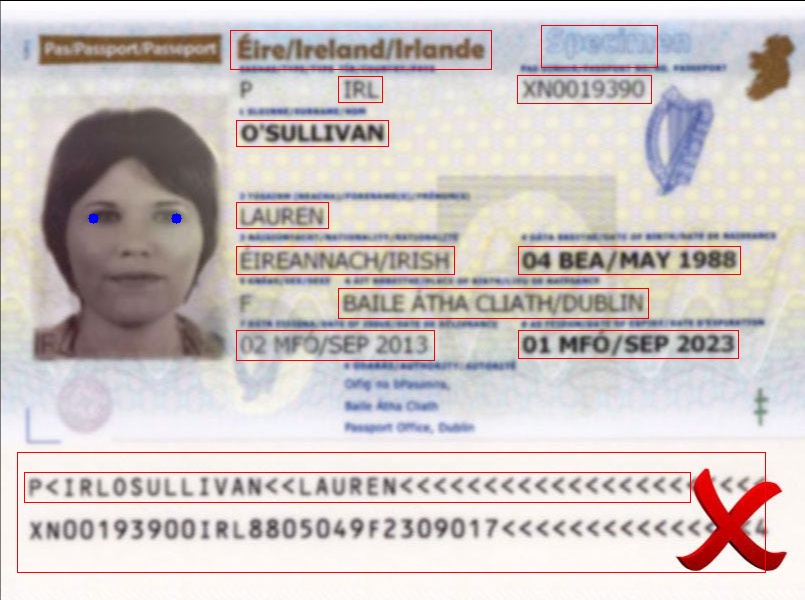 Pas/Passport/Passeport Éire/Ireland/Irlande Specimen
P IRL XN0019390
O'SULLIVAN
LAUREN
ÉIREANNACH/IRISH 04 BEA/MAY 1988
F BAILE ÁTHA CLIATH/DUBLIN
02 MFÓ/SEP 2013 01 MFÓ/SEP 2023
Oifig na bPasanna,
Baile Átha Cliath
Passport Office, Dublin
P<IRLOSULLIVAN<<LAUREN<<<<<<<<<<<<<<<<<<<<<<
XN00193900IRL8805049F2309017<<<<<<<<<<<<<<<4